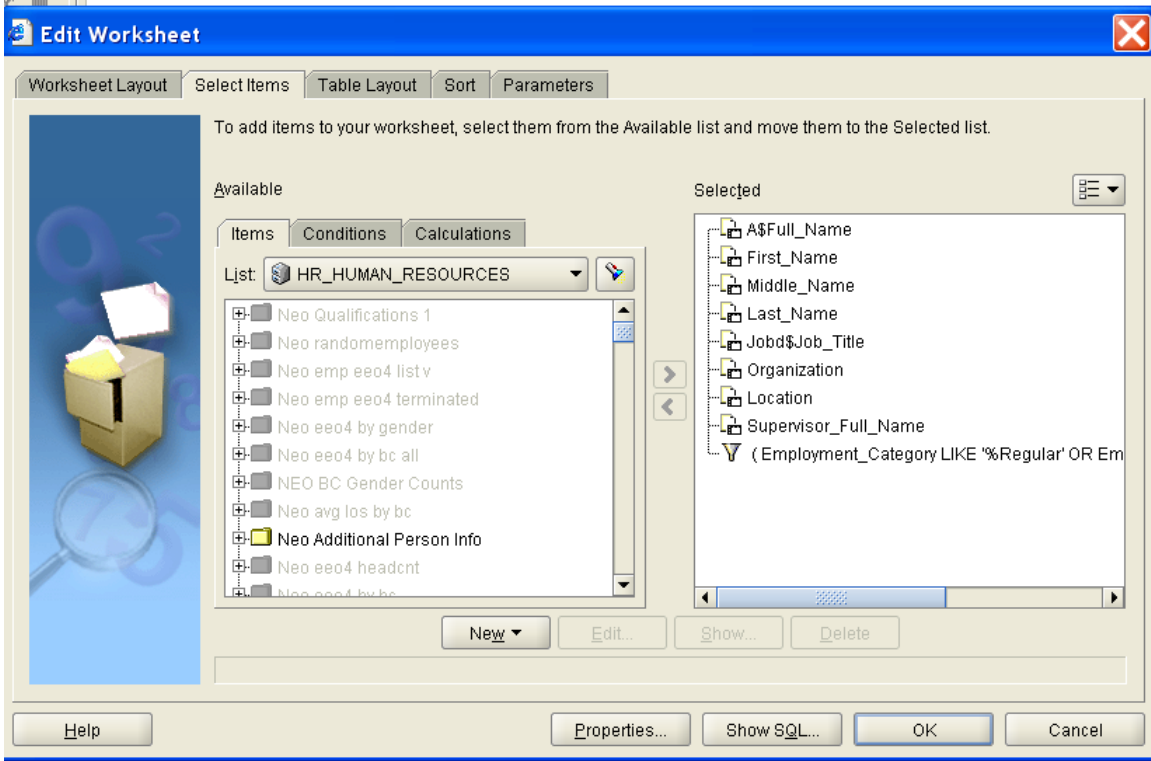 Edit Worksheet
Worksheet Layout Select Items Table Layout Sort Parameters
To add items to your worksheet, select them from the Available list and move them to the Selected list.
Available
Items Conditions Calculations
List: HR_HUMAN_RESOURCES
Neo Qualifications 1
Neo randomemployees
Neo emp eeo4 list v
Neo emp eeo4 terminated
Neo eeo4 by gender
Neo eeo4 by bc all
NEO BC Gender Counts
Neo avg los by bc
Neo Additional Person Info
Neo eeo4 headcnt
Neo eeo4 by bc
Selected
A$Full_Name
First_Name
Middle_Name
Last_Name
Jobd$Job_Title
Organization
Location
Supervisor_Full_Name
( Employment_Category LIKE '%Regular' OR Em
New Edit... Show... Delete
Help Properties... Show SQL... OK Cancel